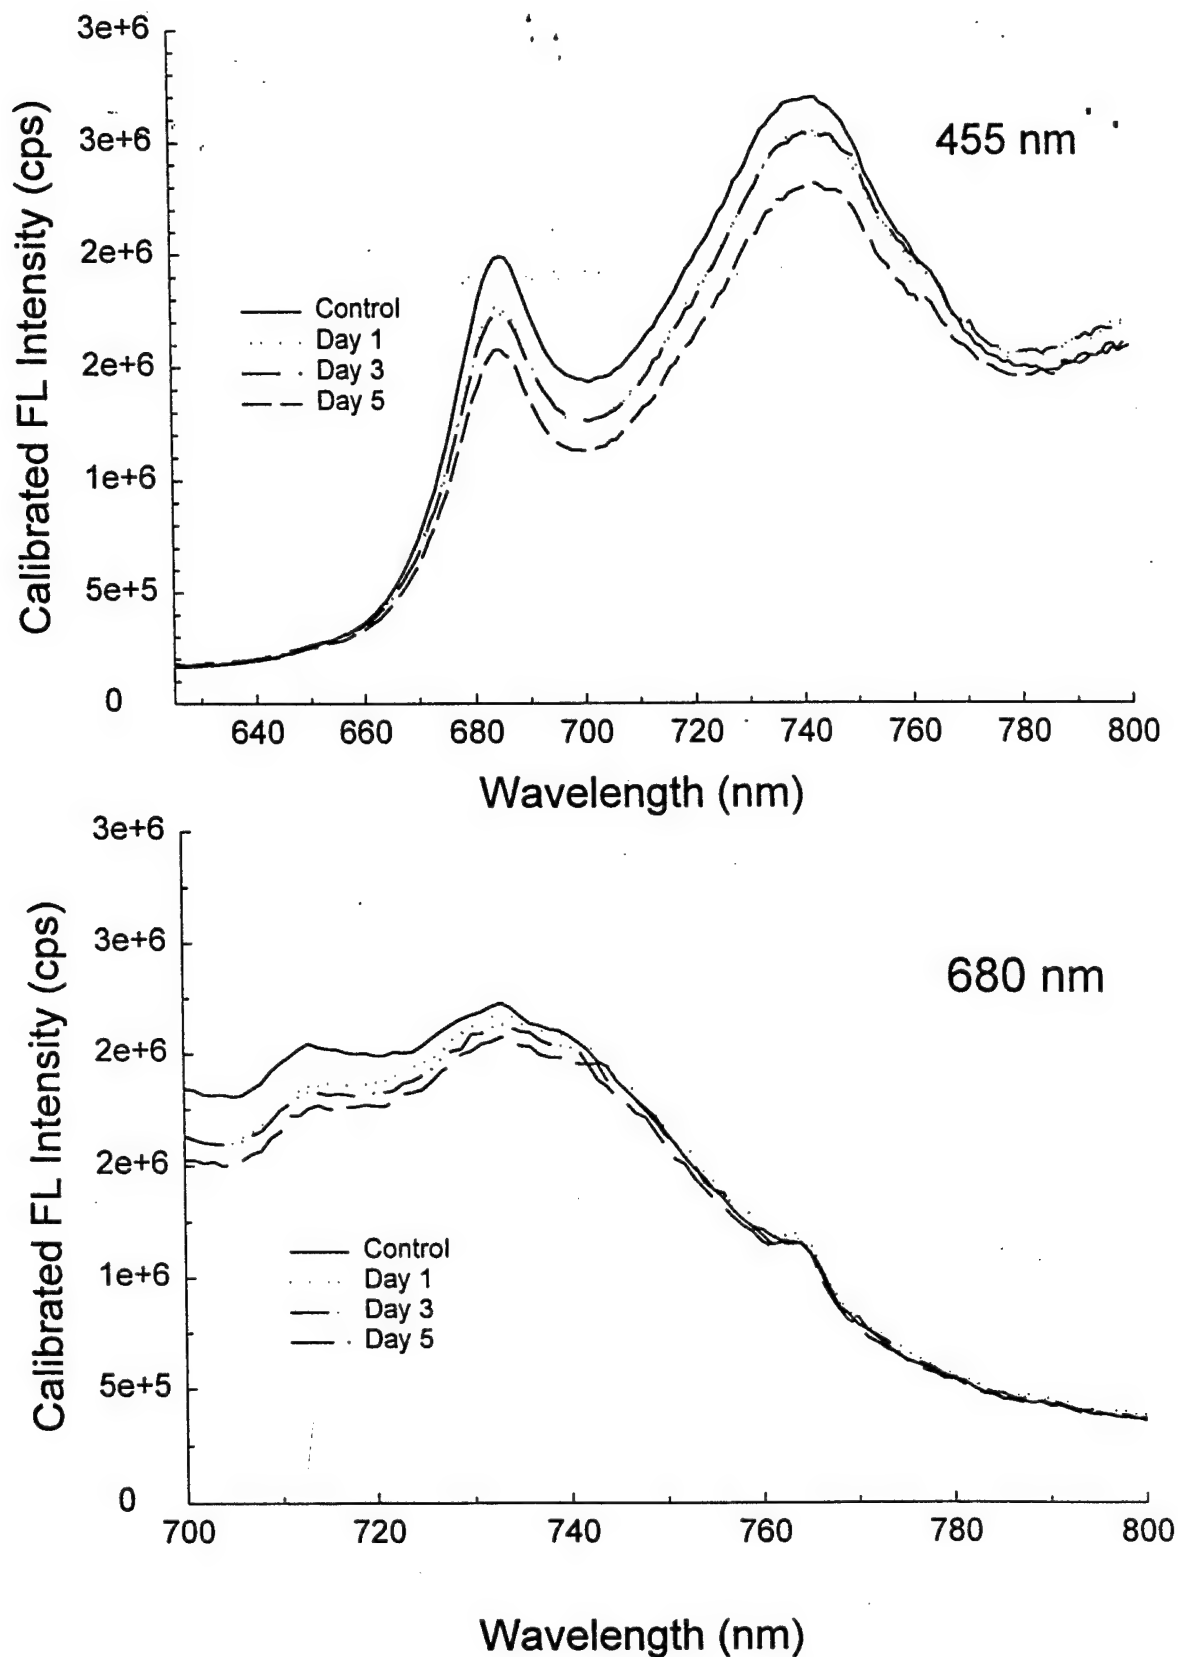 3e+6
3e+6
2e+6
2e+6
1e+6
5e+5
0
Calibrated FL Intensity (cps)
455 nm
Control
Day 1
Day 3
Day 5
640 660 680 700 720 740 760 780 800
Wavelength (nm)
3e+6
3e+6
2e+6
2e+6
1e+6
5e+5
0
Calibrated FL Intensity (cps)
680 nm
Control
Day 1
Day 3
Day 5
700 720 740 760 780 800
Wavelength (nm)